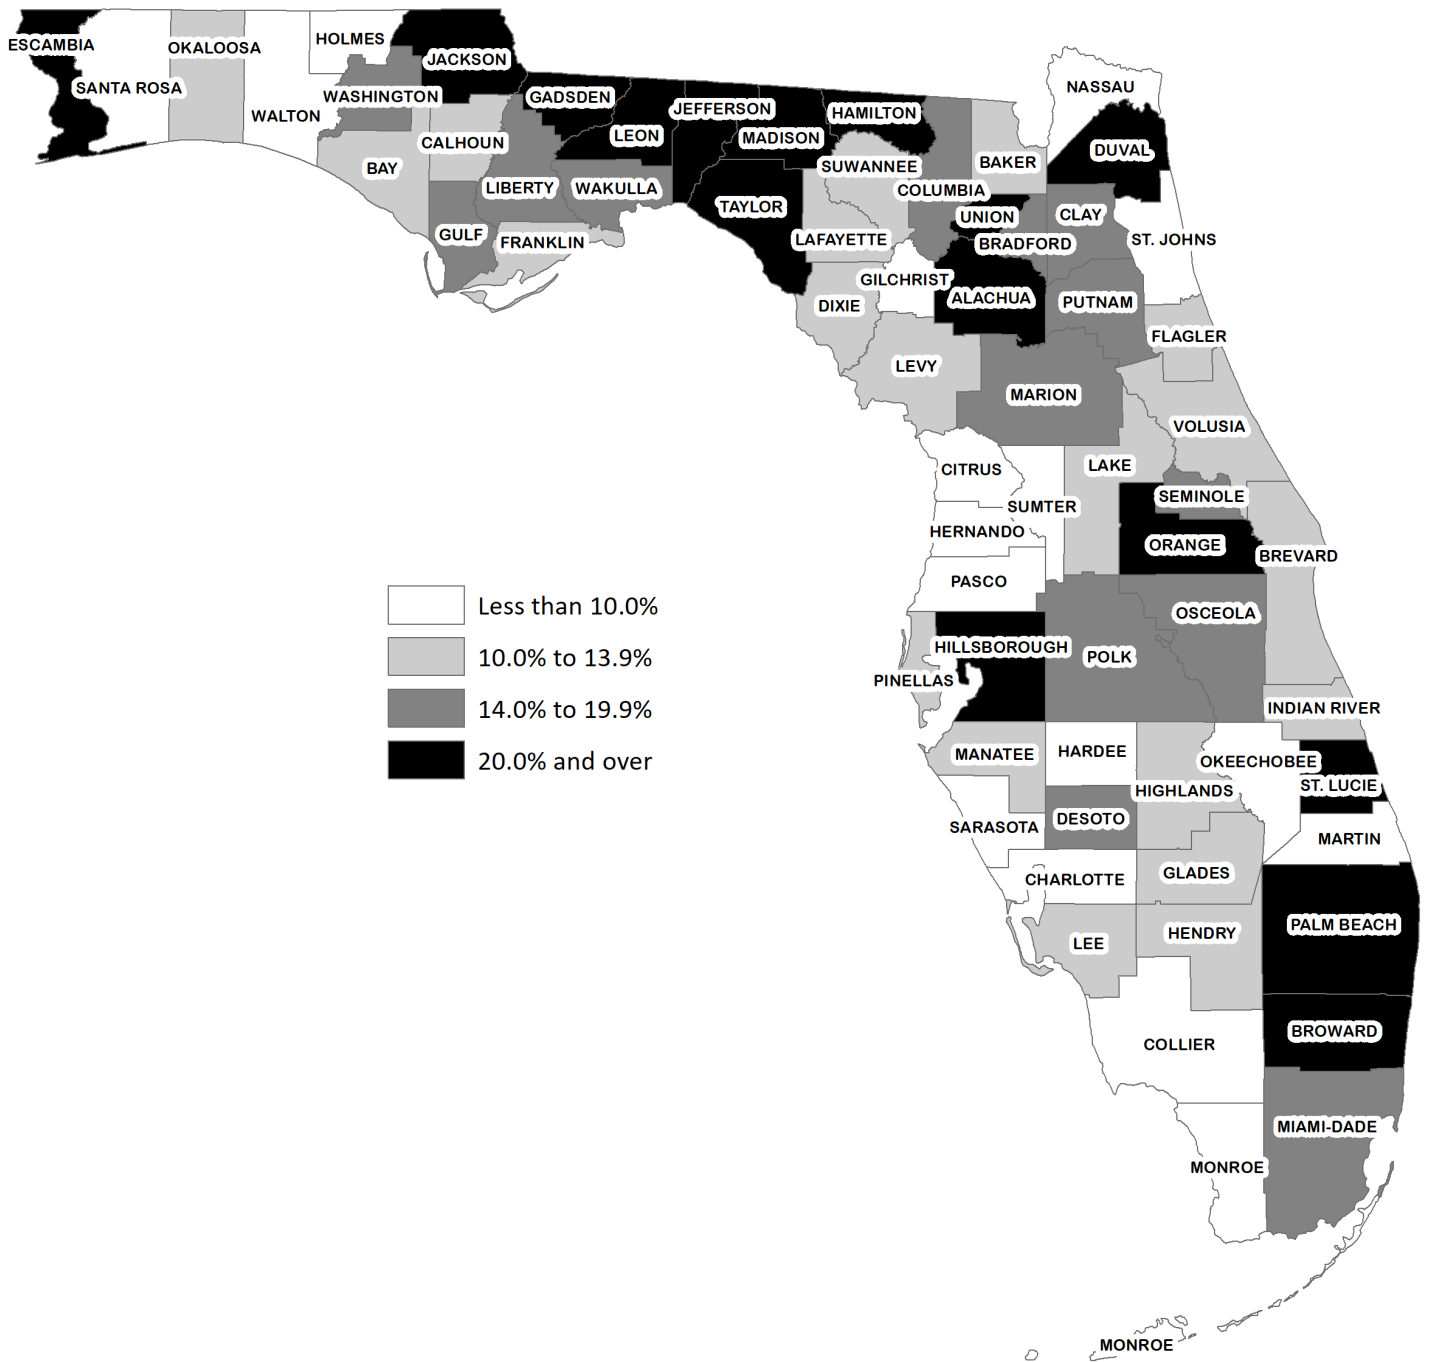 ESCAMBIA
SANTA ROSA
OKALOOSA
WALTON
HOLMES
WASHINGTON
JACKSON
BAY
CALHOUN
GULF
LIBERTY
FRANKLIN
GADSDEN
LEON
WAKULLA
JEFFERSON
MADISON
TAYLOR
HAMILTON
SUWANNEE
LAFAYETTE
DIXIE
COLUMBIA
BAKER
NASSAU
DUVAL
UNION
BRADFORD
CLAY
ST. JOHNS
GILCHRIST
ALACHUA
PUTNAM
FLAGLER
LEVY
MARION
VOLUSIA
CITRUS
LAKE
SUMTER
SEMINOLE
HERNANDO
ORANGE
BREVARD
PASCO
OSCEOLA
HILLSBOROUGH
POLK
PINELLAS
INDIAN RIVER
MANATEE
HARDEE
OKEECHOBEE
HIGHLANDS
ST. LUCIE
DESOTO
SARASOTA
MARTIN
CHARLOTTE
GLADES
LEE
HENDRY
PALM BEACH
BROWARD
COLLIER
MIAMI-DADE
MONROE
MONROE
Less than 10.0%
10.0% to 13.9%
14.0% to 19.9%
20.0% and over